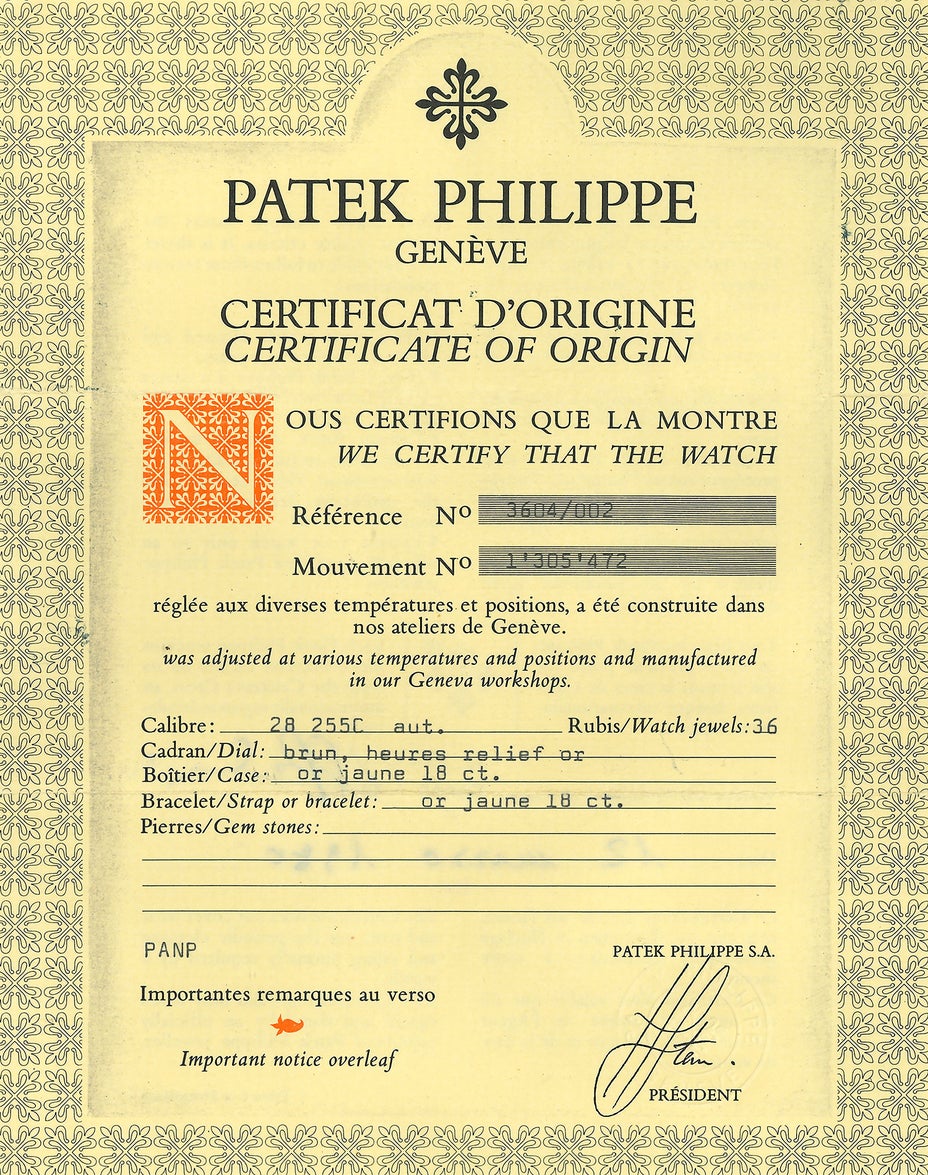 PATEK PHILIPPE
GENÈVE
CERTIFICAT D'ORIGINE
CERTIFICATE OF ORIGIN
NOUS CERTIFIONS QUE LA MONTRE
WE CERTIFY THAT THE WATCH
Référence Nº 3604/002
Mouvement Nº 1'305'472
réglée aux diverses températures et positions, a été construite dans
nos ateliers de Genève.
was adjusted at various temperatures and positions and manufactured
in our Geneva workshops.
Calibre: 28 255C aut. Rubis/Watch jewels: 36
Cadran/Dial: brun, heures relief or
Boîtier/Case: or jaune 18 ct.
Bracelet/Strap or bracelet: or jaune 18 ct.
Pierres/Gem stones:
PANP
PATEK PHILIPPE S.A.
Importantes remarques au verso
Important notice overleaf
PRÉSIDENT